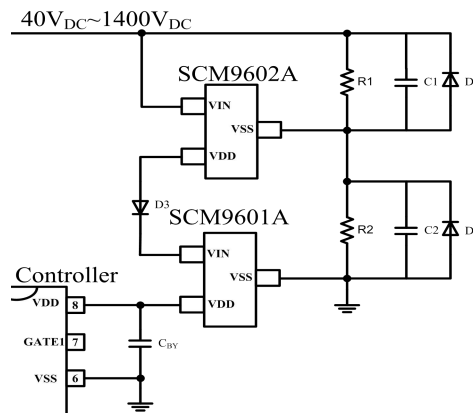 40VDC~1400VDC
SCM9602A
VIN
VSS
VDD
R1
C1
D
D3
SCM9601A
VIN
VSS
VDD
R2
C2
D
Controller
VDD 8
GATE1 7
VSS 6
CBY